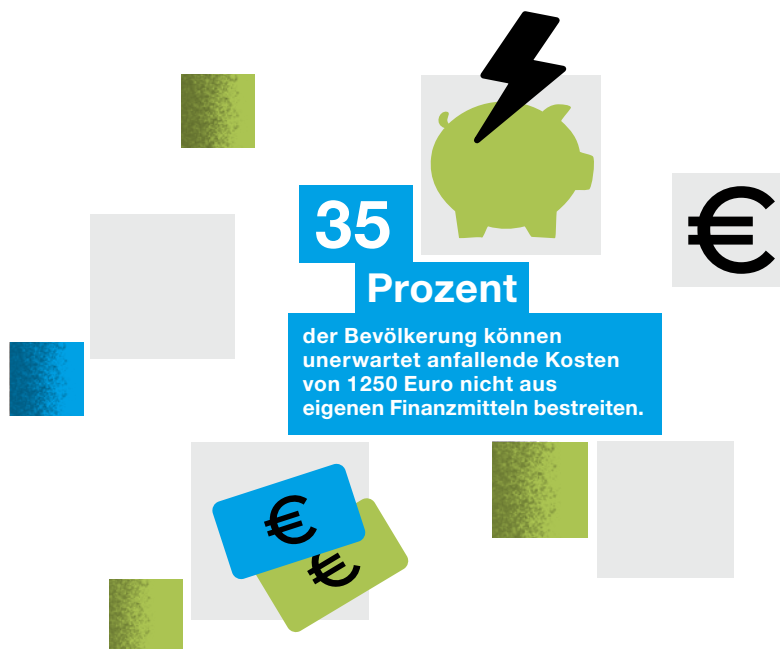 35
Prozent
der Bevölkerung können
unerwartet anfallende Kosten
von 1250 Euro nicht aus
eigenen Finanzmitteln bestreiten.
€
€
€